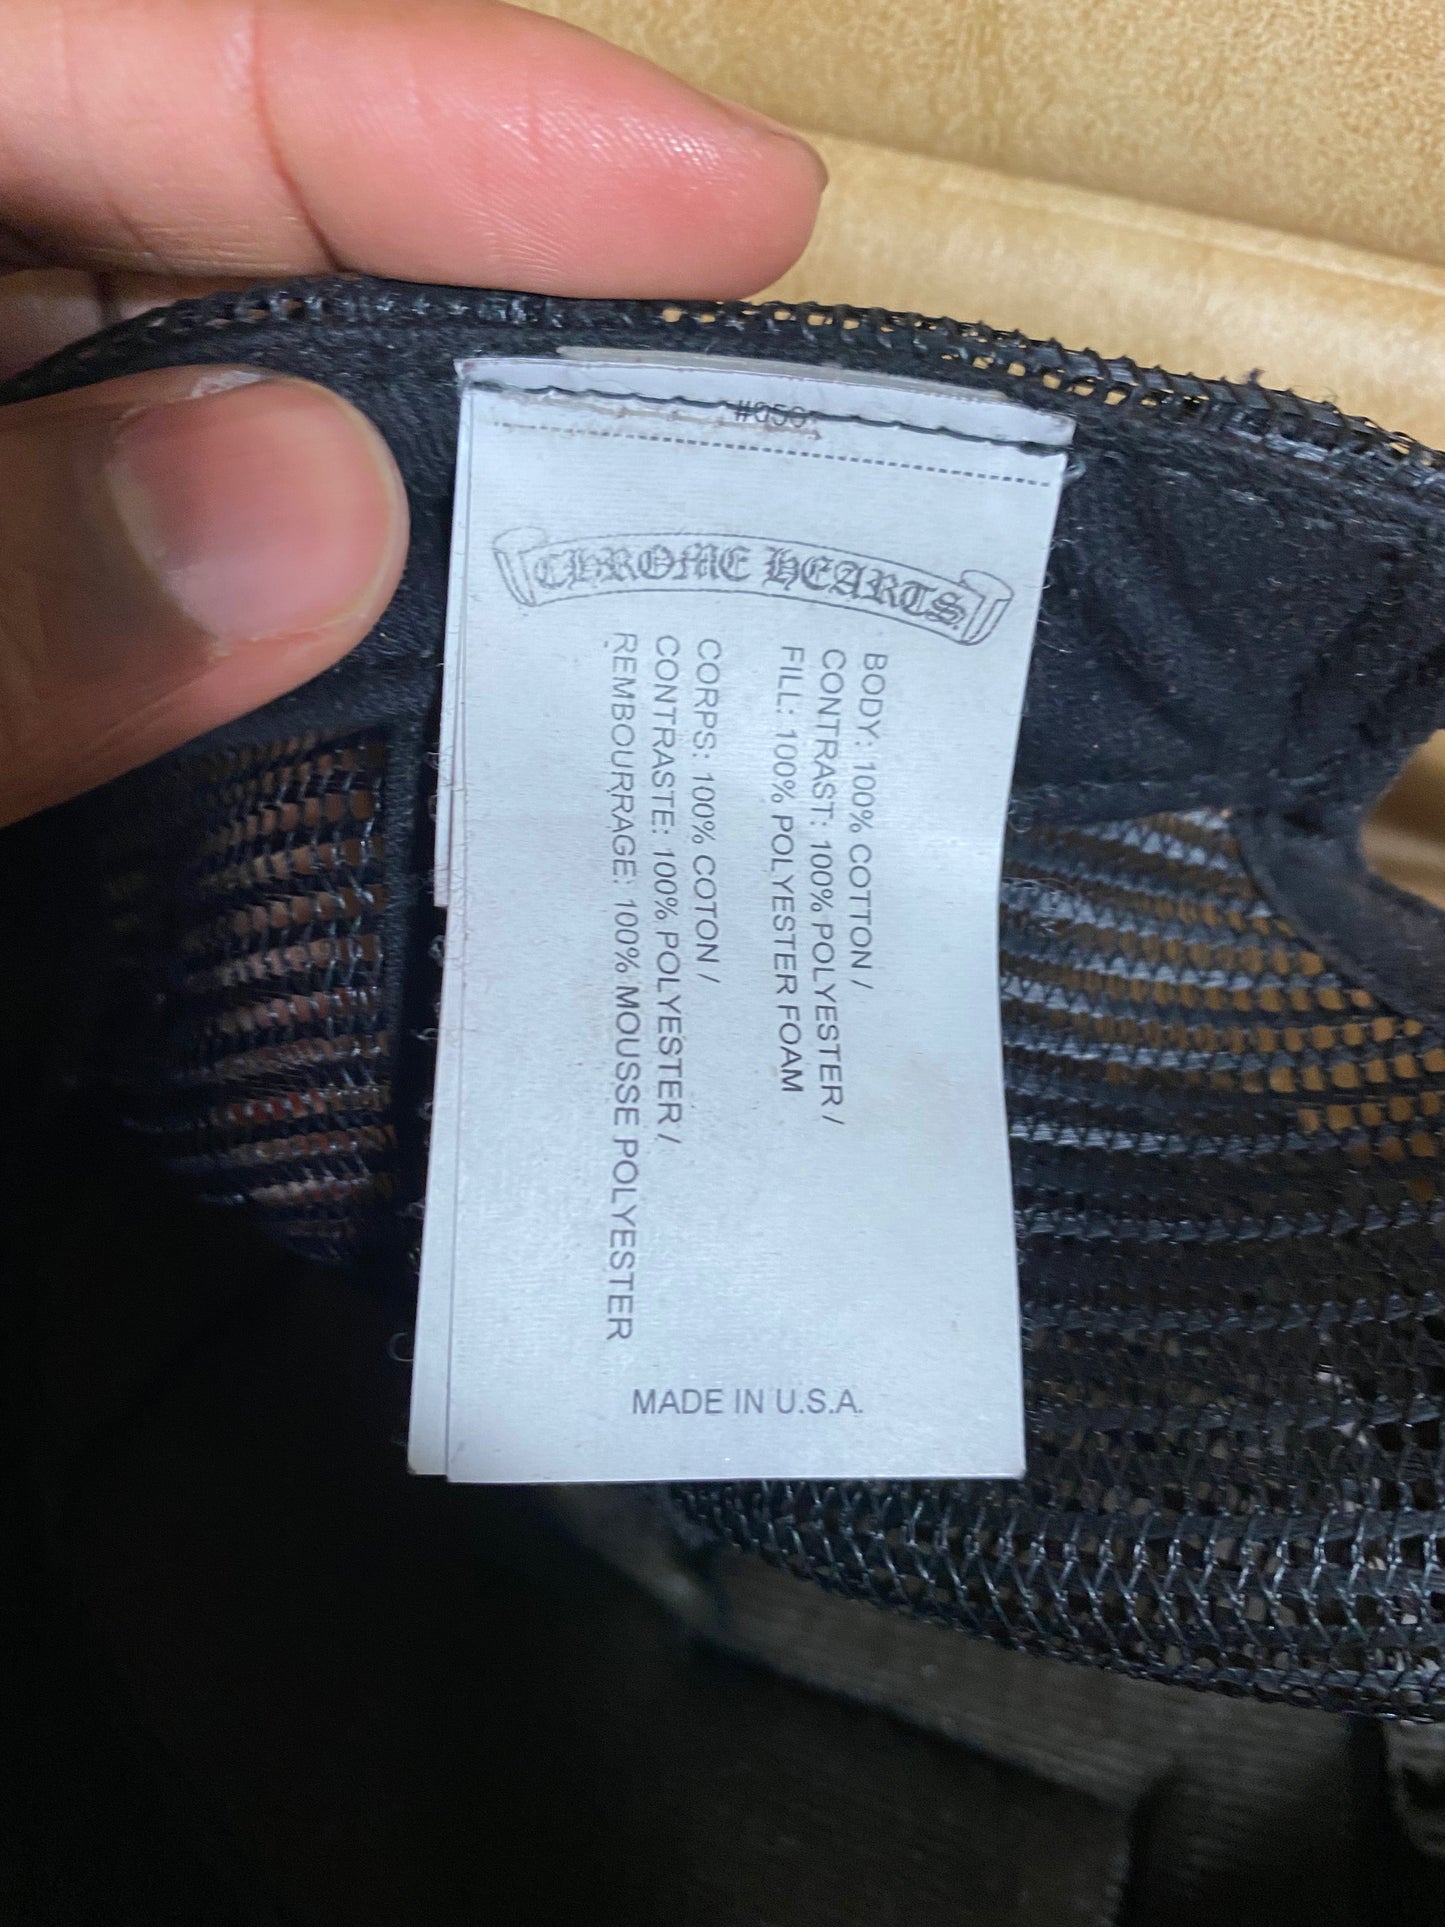 CHROME HEARTS
BODY: 100% COTTON /
CONTRAST: 100% POLYESTER /
FILL: 100% POLYESTER FOAM
CORPS: 100% COTON /
CONTRASTE: 100% POLYESTER /
REMBOURRAGE: 100% MOUSSE POLYESTER
MADE IN U.S.A.